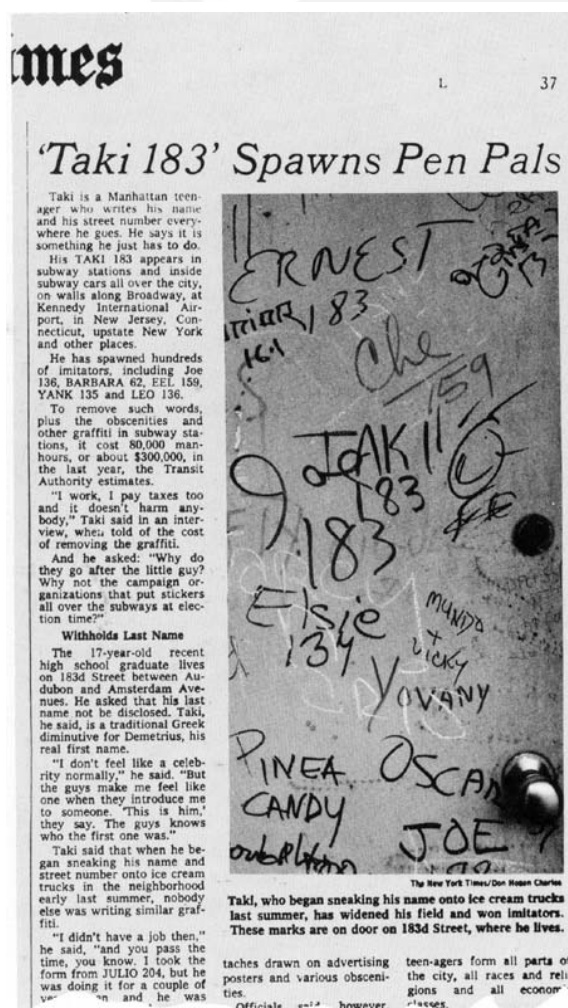 imes
L 37
'Taki 183' Spawns Pen Pals
Taki is a Manhattan teen-
ager who writes his name
and his street number every-
where he goes. He says it is
something he just has to do.
His TAKI 183 appears in
subway stations and inside
subway cars all over the city,
on walls along Broadway, at
Kennedy International Air-
port, in New Jersey, Con-
necticut, upstate New York
and other places.
He has spawned hundreds
of imitators, including Joe
136, BARBARA 62, EEL 159,
YANK 135 and LEO 136.
To remove such words,
plus the obscenities and
other graffiti in subway sta-
tions, it cost 80,000 man-
hours, or about $300,000, in
the last year, the Transit
Authority estimates.
"I work, I pay taxes too
and it doesn't harm any-
body," Taki said in an inter-
view, when told of the cost
of removing the graffiti.
And he asked: "Why do
they go after the little guy?
Why not the campaign or-
ganizations that put stickers
all over the subways at elec-
tion time?"
Withholds Last Name
The 17-year-old recent
high school graduate lives
on 183d Street between Au-
dubon and Amsterdam Ave-
nues. He asked that his last
name not be disclosed. Taki,
he said, is a traditional Greek
diminutive for Demetrius, his
real first name.
"I don't feel like a celeb-
rity normally," he said. "But
the guys make me feel like
one when they introduce me
to someone. 'This is him,'
they say. The guys knows
who the first one was."
Taki said that when he be-
gan sneaking his name and
street number onto ice cream
trucks in the neighborhood
early last summer, nobody
else was writing similar graf-
fiti.
"I didn't have a job then,"
he said, "and you pass the
time, you know. I took the
form from JULIO 204, but he
was doing it for a couple of
and he was
ERNEST
183
161
Che
159
TAKI
183
183
Elsie
134
MUNDO
+
VICKY
YOVANY
PINEA
CANDY
OSCAR
JOE
The New York Times/Don Hogan Charles
Taki, who began sneaking his name onto ice cream trucks
last summer, has widened his field and won imitators.
These marks are on door on 183d Street, where he lives.
taches drawn on advertising
posters and various obsceni-
ties.
Officials said, however,
teen-agers form all parts of
the city, all races and reli-
gions and all economic
classes.